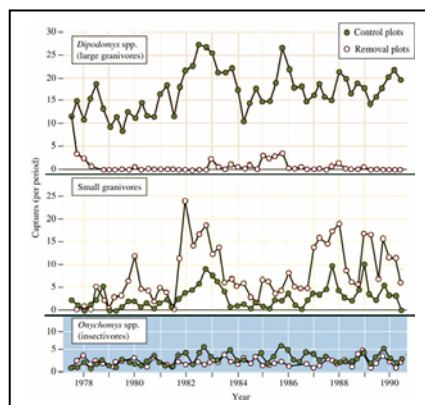 Control plots
Removal plots
Dipodomys spp.
(large granivores)
30
25
20
15
10
5
0
Small granivores
25
20
15
10
5
0
Onychomys spp.
(insectivores)
10
5
0
Captures (per period)
1978
1980
1982
1984
1986
1988
1990
Year